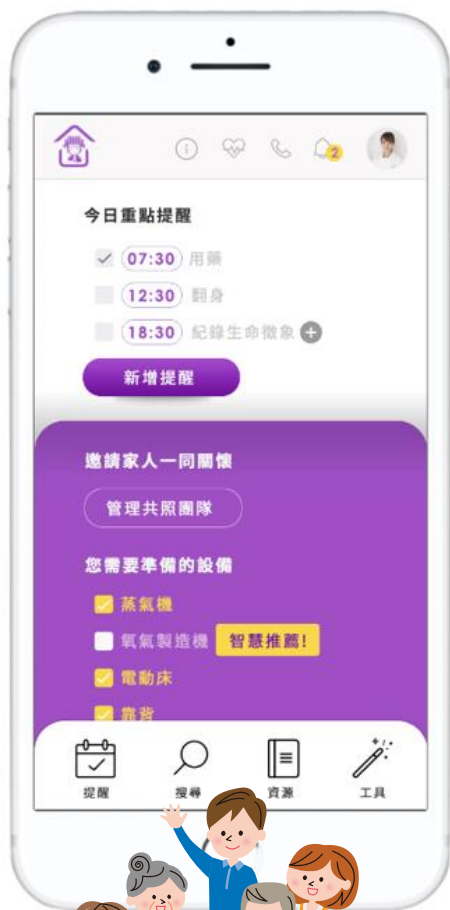 2
今日重點提醒
07:30 用藥
12:30 翻身
18:30 紀錄生命徵象
新增提醒
邀請家人一同關懷
管理共照團隊
您需要準備的設備
蒸氣機
氧氣製造機 智慧推薦!
電動床
靠背
提醒 搜尋 資源 工具